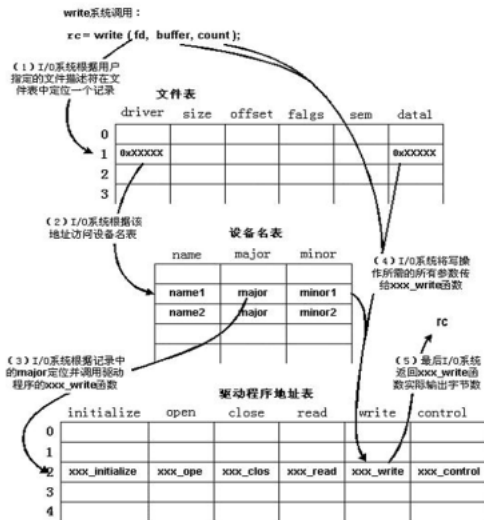 write系统调用：
rc = write ( fd, buffer, count );
（1）I/O系统根据用户
指定的文件描述符在文
件表中定位一个记录
文件表
driver size offset falgs sem data1
0
1 0xXXXXX 0xXXXXX
2
3
（2）I/O系统根据该
地址访问设备名表
设备名表
name major minor
name1 major minor1
name2 major minor2
（4）I/O系统将写操
作所需的所有参数传
给xxx_write函数
rc
（3）I/O系统根据记录中
的major定位并调用驱动
程序的xxx_write函数
（5）最后I/O系统
返回xxx_write函
数实际输出字节数
驱动程序地址表
initialize open close read write control
0
1
2 xxx_initialize xxx_ope xxx_clos xxx_read xxx_write xxx_control
3
4